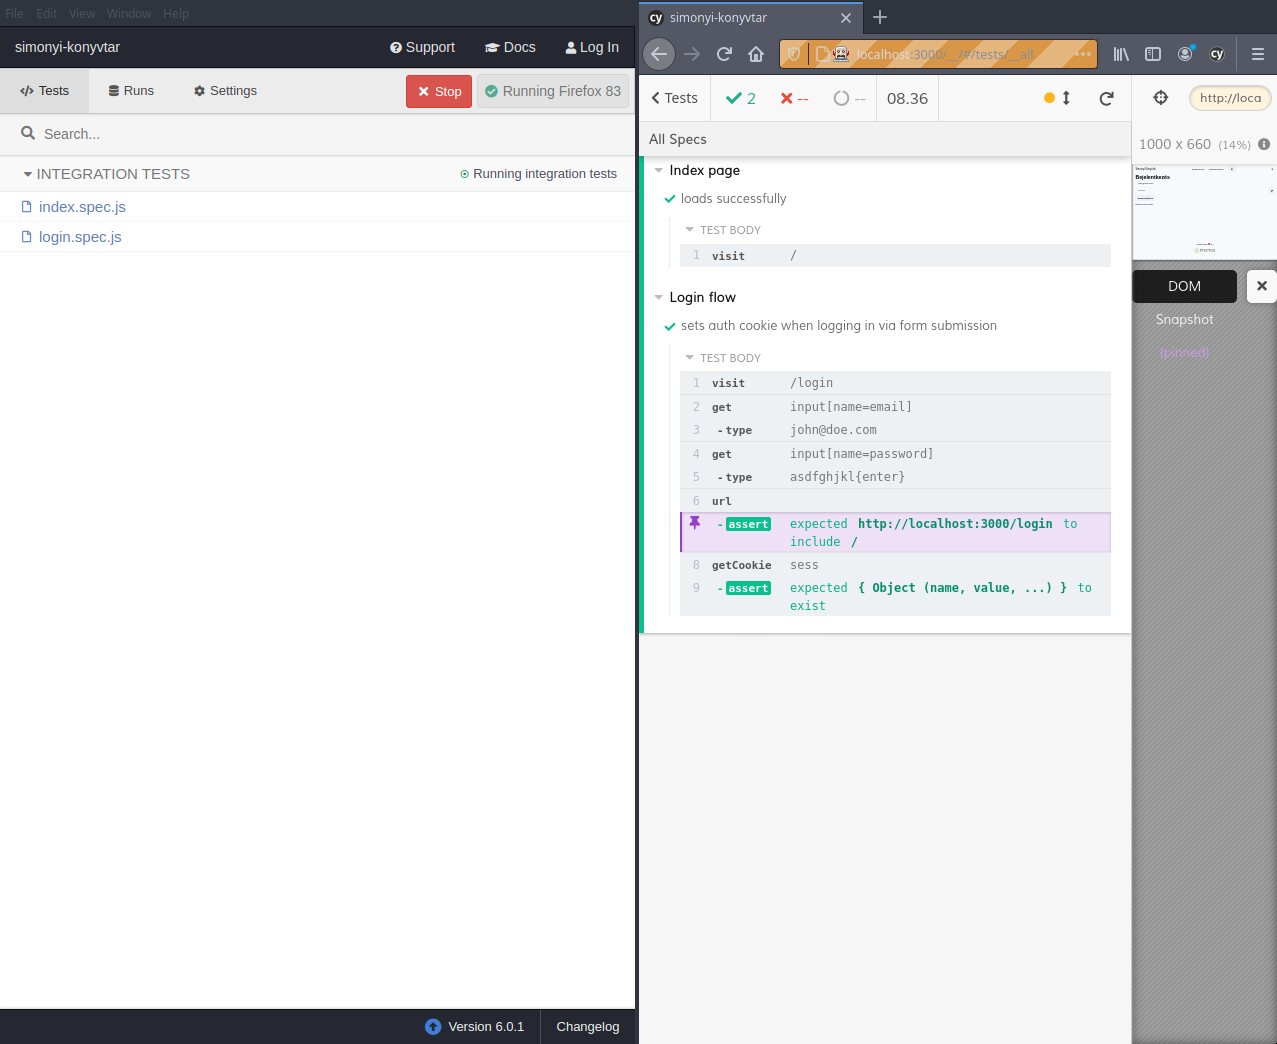 File Edit View Window Help
simonyi-konyvtar
Support Docs Log In
Tests Runs Settings
Stop Running Firefox 83
Search...
INTEGRATION TESTS
Running integration tests
index.spec.js
login.spec.js
Version 6.0.1 Changelog
cy simonyi-konyvtar
localhost:3000/__/#/tests/__all
cy
Tests 2 -- -- 08.36
http://loca
1000 x 660 (14%)
All Specs
Index page
loads successfully
TEST BODY
1 visit /
Login flow
sets auth cookie when logging in via form submission
TEST BODY
1 visit /login
2 get input[name=email]
3 -type john@doe.com
4 get input[name=password]
5 -type asdfghjkl{enter}
6 url
-assert expected http://localhost:3000/login to
include /
8 getCookie sess
9 -assert expected { Object (name, value, ...) } to
exist
Bejelentkezés
DOM
Snapshot
(pinned)